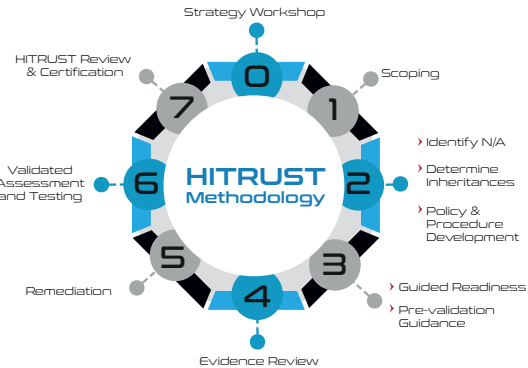 Strategy Workshop
0
HITRUST Review
& Certification
7
Scoping
1
HITRUST
Methodology
Identify N/A
Determine
Inheritances
Policy &
Procedure
Development
2
Validated
Assessment
and Testing
6
Guided Readiness
Pre-validation
Guidance
3
Remediation
5
4
Evidence Review